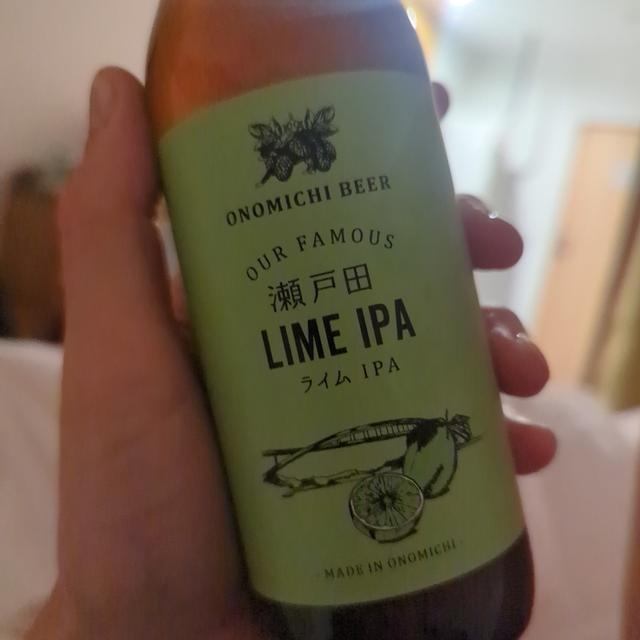 ONOMICHI BEER
OUR FAMOUS
瀬戸田
LIME IPA
ライム IPA
- MADE IN ONOMICHI -